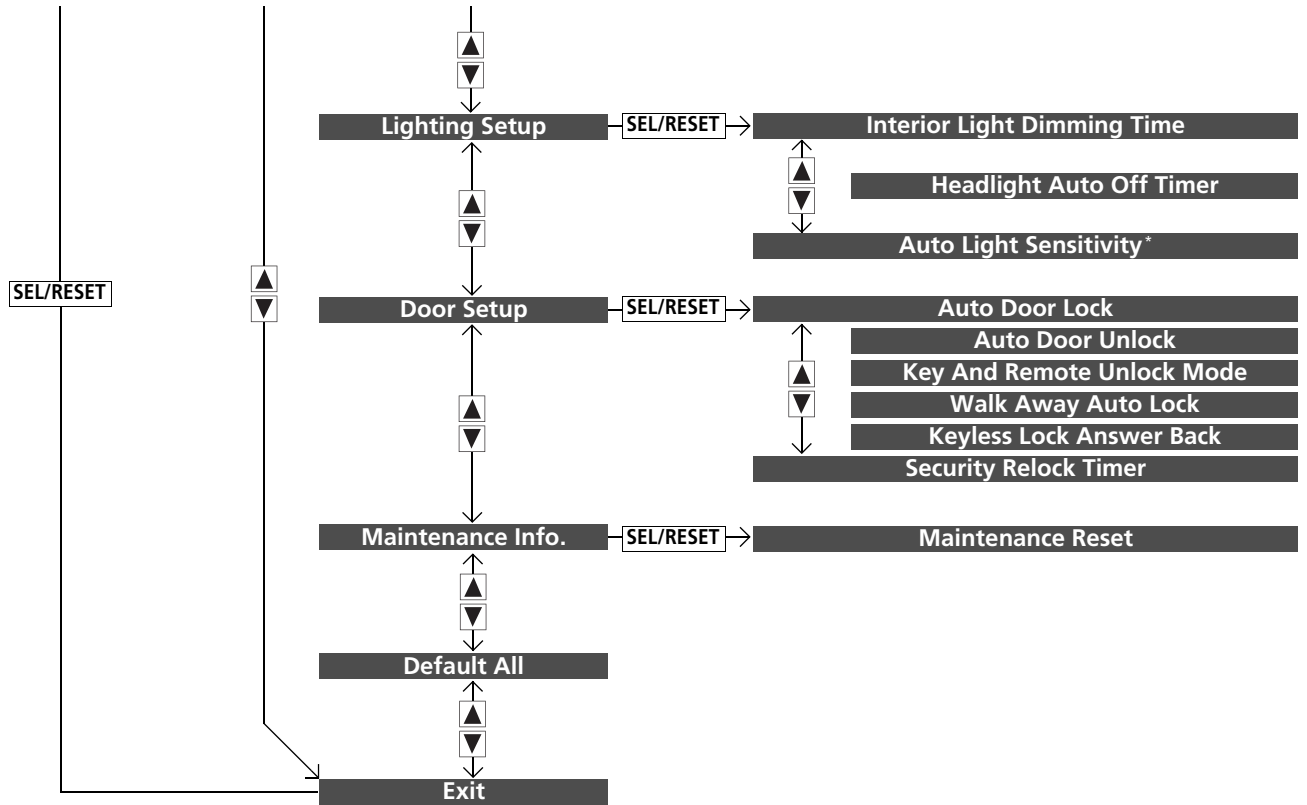 Lighting Setup SEL/RESET Interior Light Dimming Time
Headlight Auto Off Timer
Auto Light Sensitivity*
SEL/RESET
Door Setup SEL/RESET Auto Door Lock
Auto Door Unlock
Key And Remote Unlock Mode
Walk Away Auto Lock
Keyless Lock Answer Back
Security Relock Timer
Maintenance Info. SEL/RESET Maintenance Reset
Default All
Exit